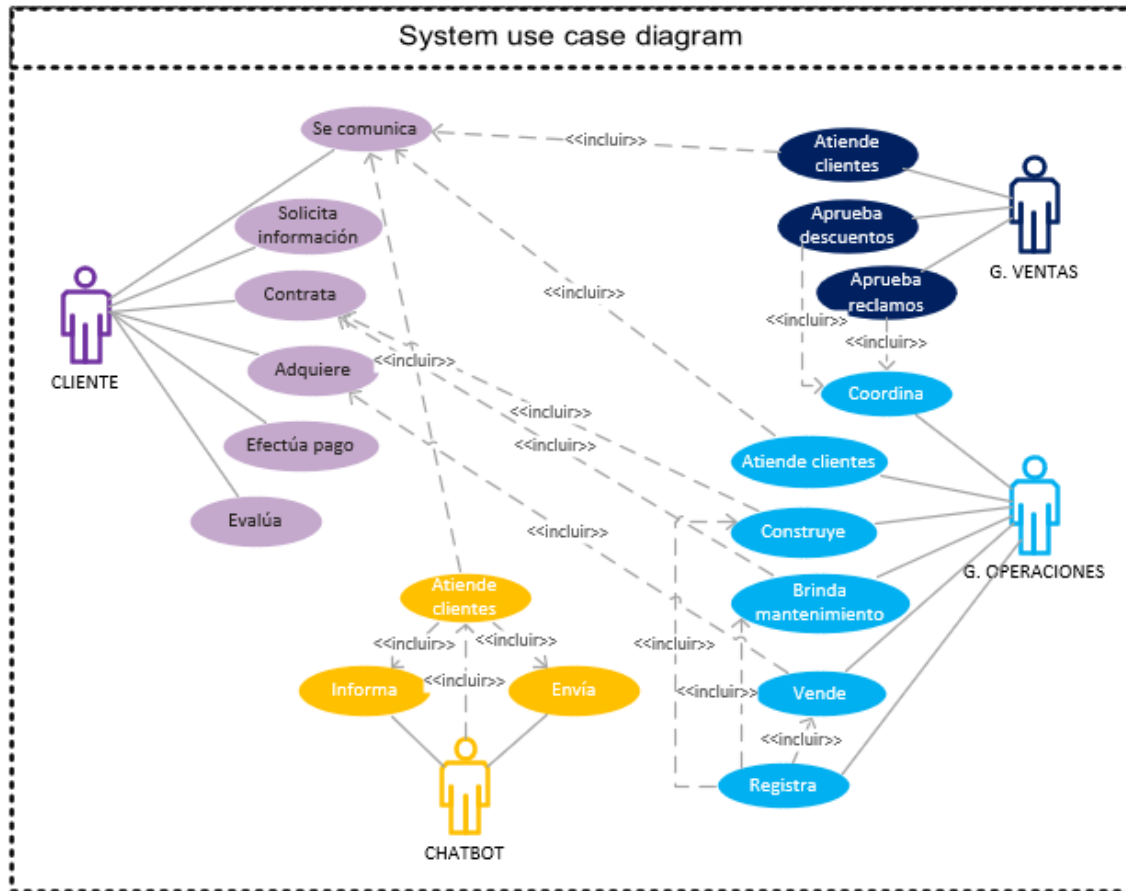 System use case diagram
Se comunica
<<incluir>>
Atiende
clientes
Solicita
información
Aprueba
descuentos
G. VENTAS
Contrata
<<incluir>>
Aprueba
reclamos
<<incluir>>
<<incluir>>
CLIENTE
Adquiere
<<incluir>>
Coordina
<<incluir>>
Efectúa pago
<<incluir>>
Atiende clientes
Evalúa
<<incluir>>
Construye
G. OPERACIONES
Atiende
clientes
Brinda
mantenimiento
<<incluir>>
<<incluir>>
<<incluir>>
<<incluir>>
Informa
Envía
<<incluir>>
Vende
<<incluir>>
Registra
CHATBOT